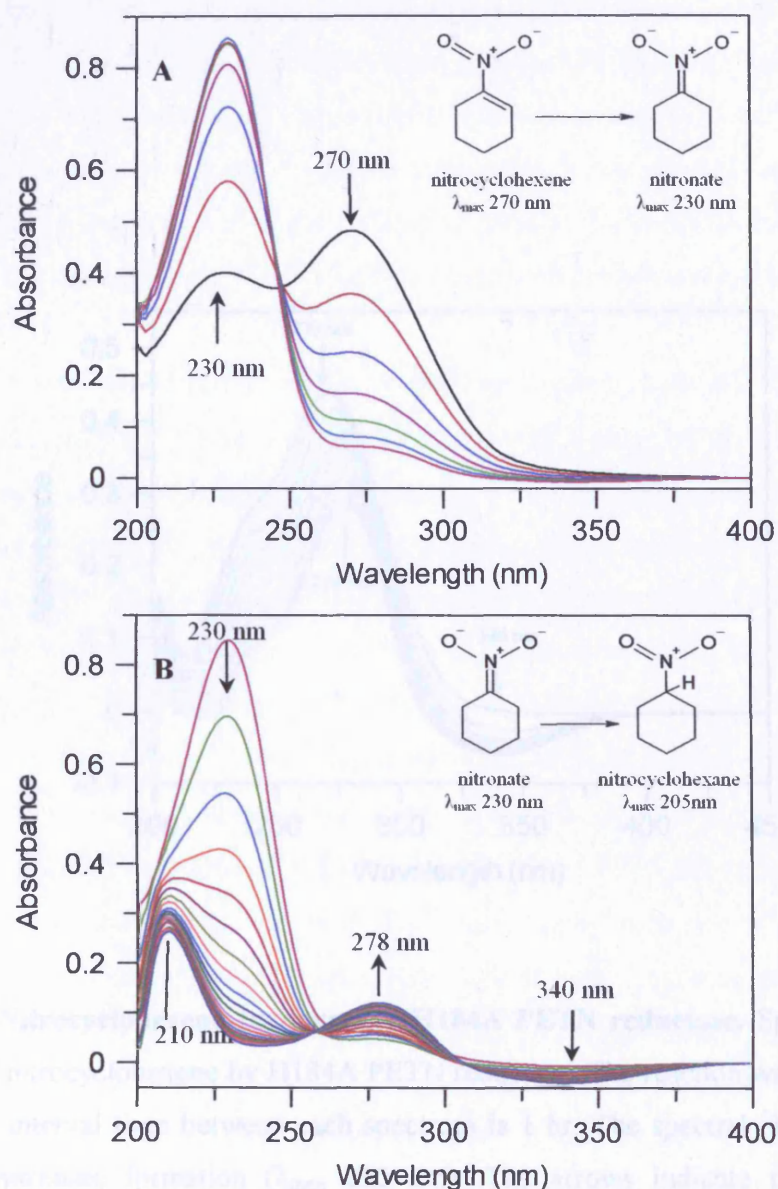 A
O
N⁺
O⁻
⁻O
N⁺
O⁻
270 nm
230 nm
nitrocyclohexene
λmax 270 nm
nitronate
λmax 230 nm
0.8
0.6
0.4
0.2
0
Absorbance
200 250 300 350 400
Wavelength (nm)
B
230 nm
O⁻
N⁺
O⁻
O
N⁺
O⁻
H
nitronate
λmax 230 nm
nitrocyclohexane
λmax 205nm
278 nm
340 nm
210 nm
0.8
0.6
0.4
0.2
0
Absorbance
200 250 300 350 400
Wavelength (nm)